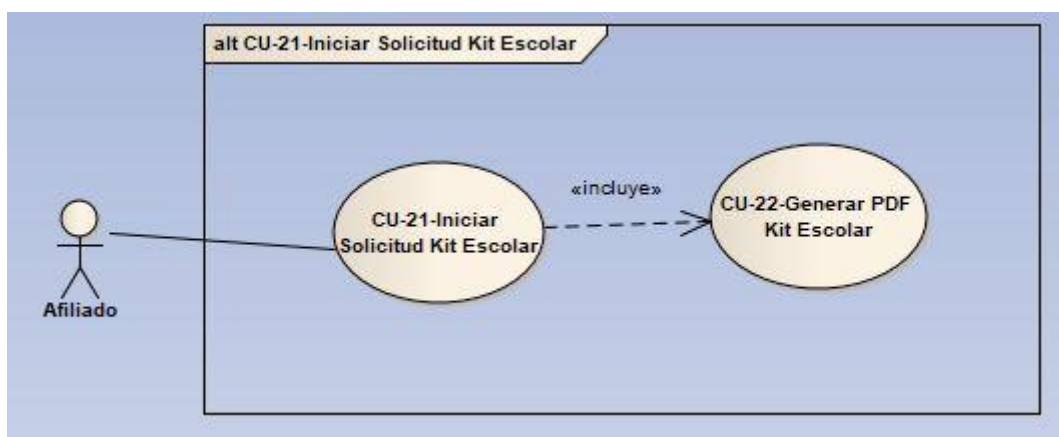 alt CU-21-Iniciar Solicitud Kit Escolar
«incluye»
CU-21-Iniciar
Solicitud Kit Escolar
CU-22-Generar PDF
Kit Escolar
Afiliado